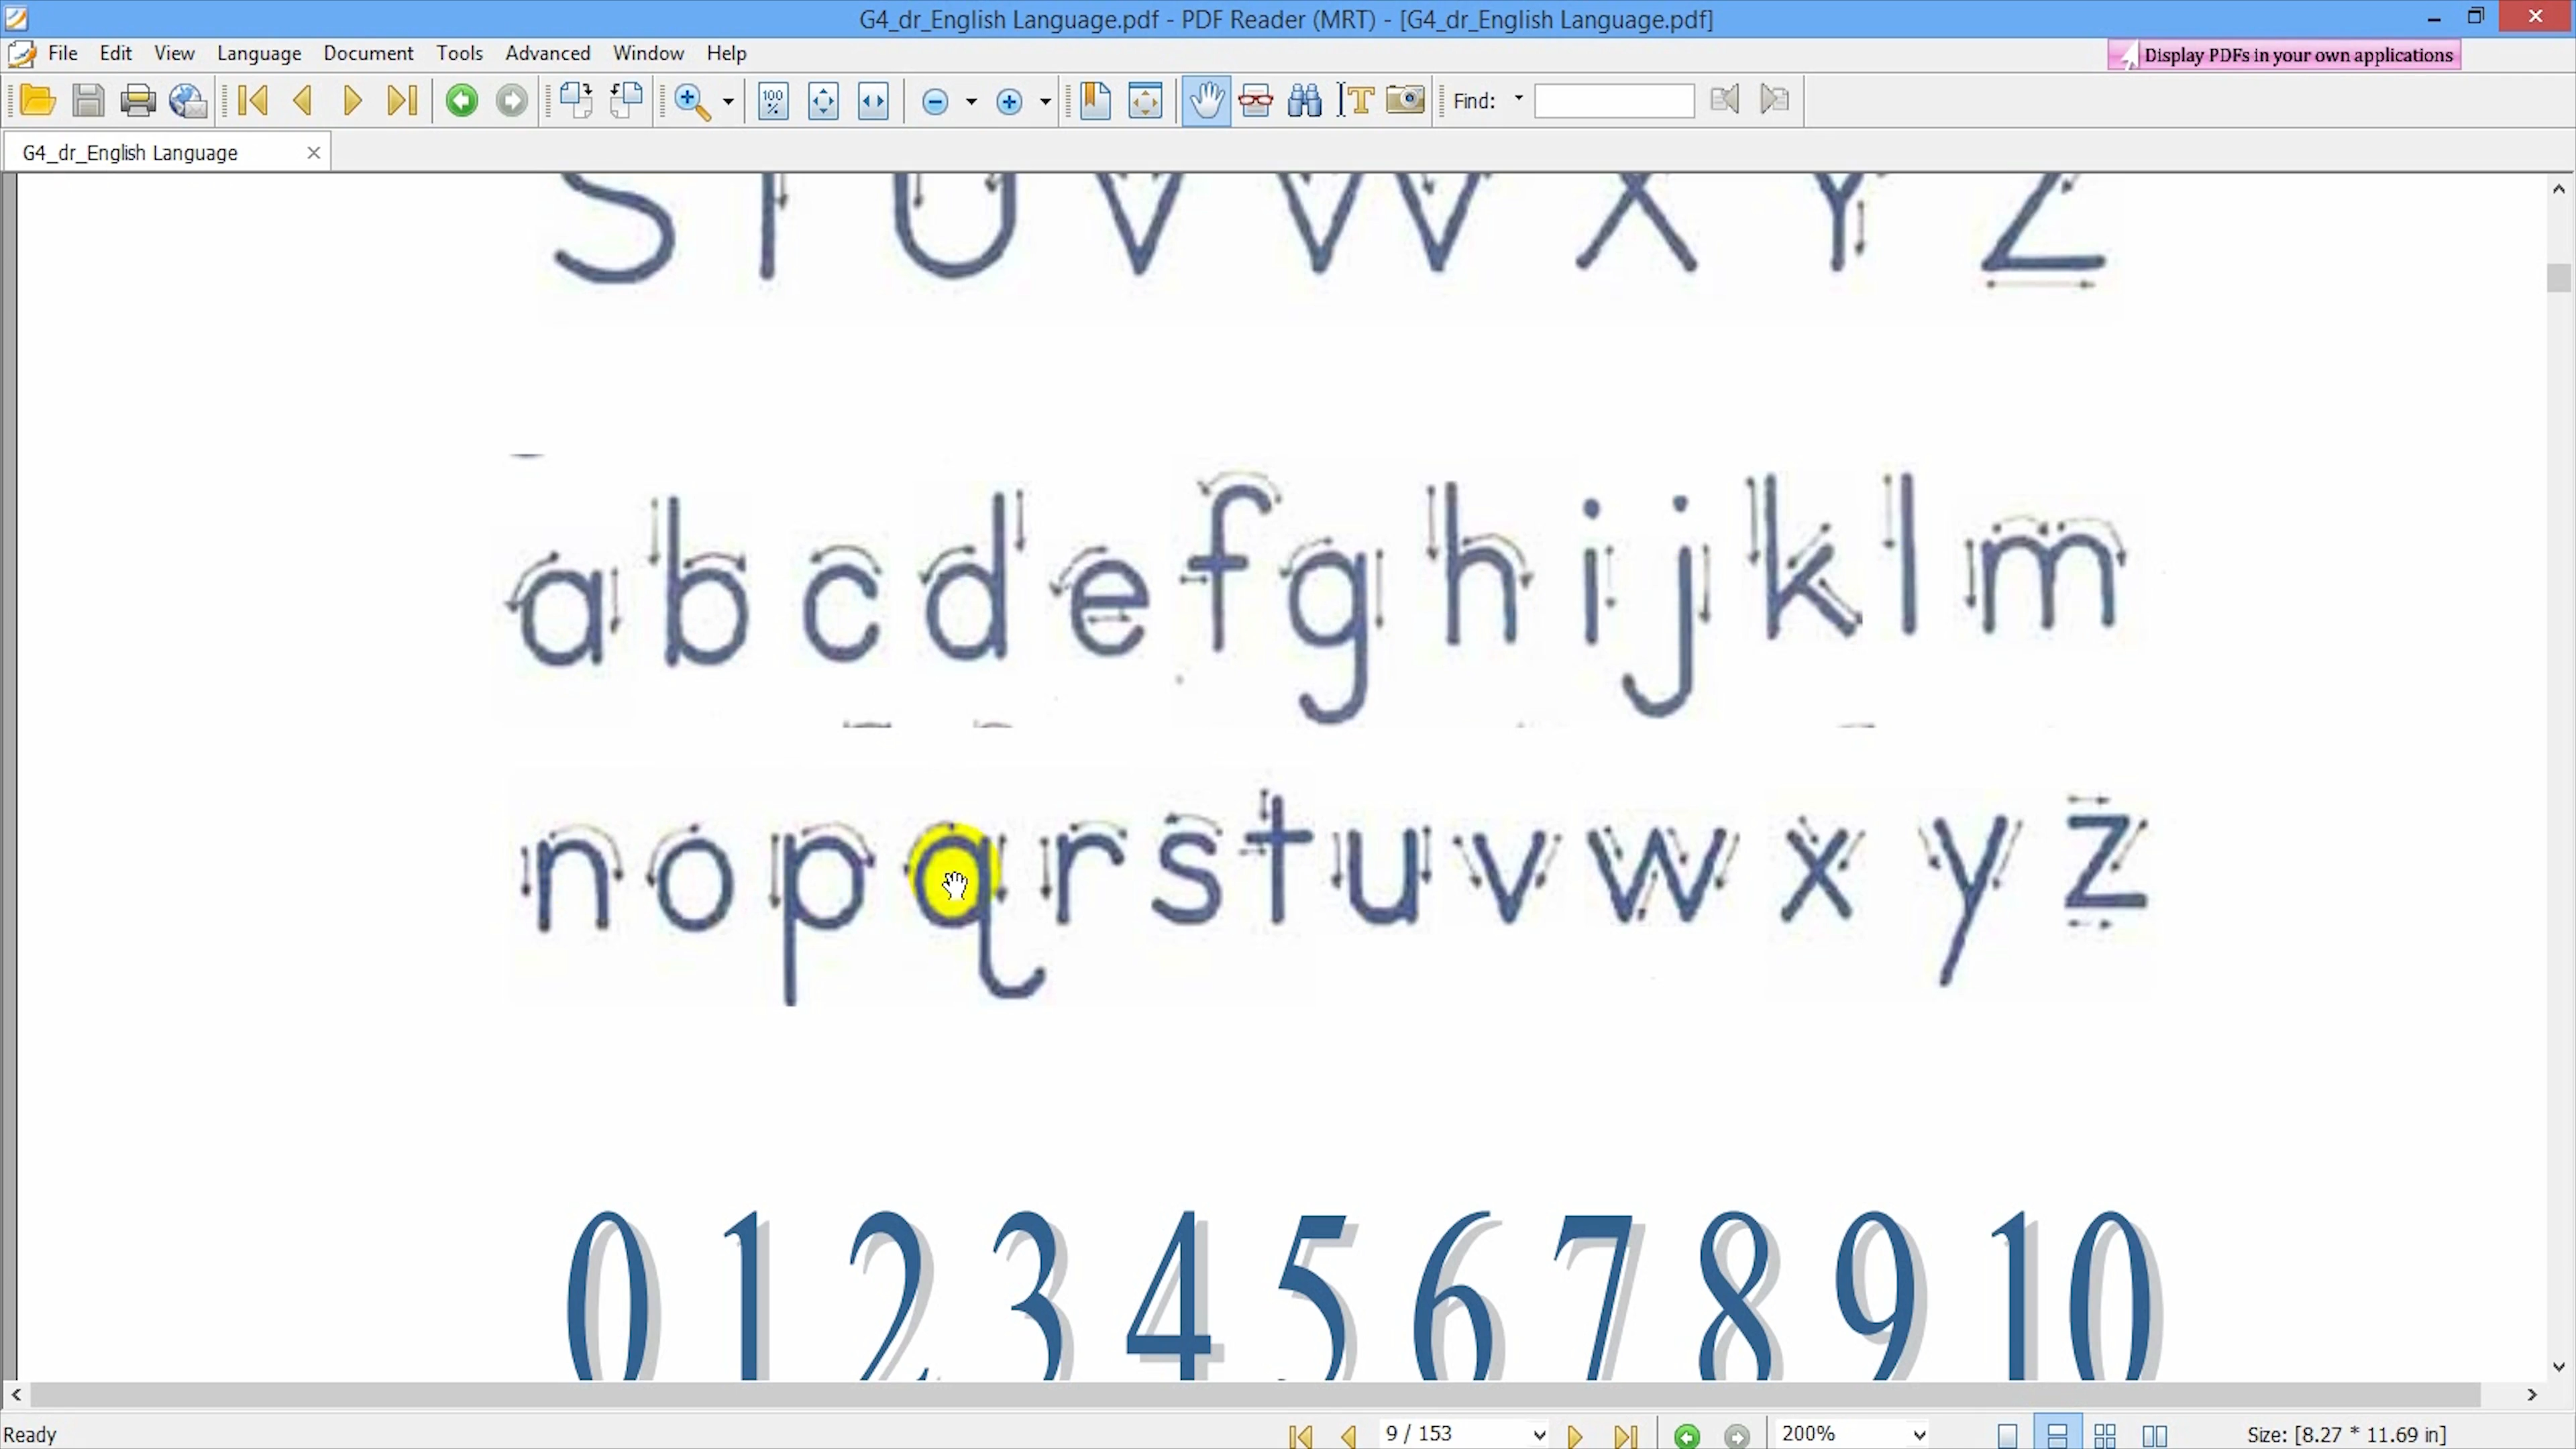 G4_dr_English Language.pdf - PDF Reader (MRT) - [G4_dr_English Language.pdf]
File Edit View Language Document Tools Advanced Window Help
Display PDFs in your own applications
100 %
Find:
G4_dr_English Language
S T U V W X Y Z
a b c d e f g h i j k l m
n o p q r s t u v w x y z
0 1 2 3 4 5 6 7 8 9 10
Ready
9 / 153
200%
Size: [8.27 * 11.69 in]